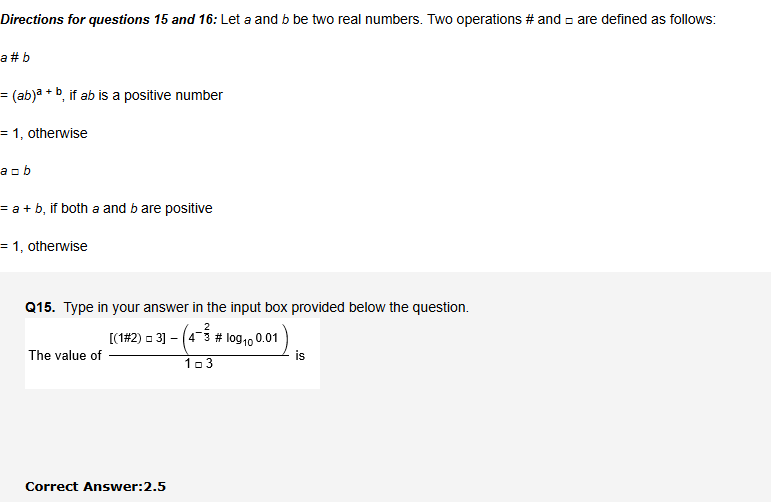 Directions for questions 15 and 16: Let a and b be two real numbers. Two operations # and □ are defined as follows:
a # b
= (ab)^(a + b), if ab is a positive number
= 1, otherwise
a □ b
= a + b, if both a and b are positive
= 1, otherwise
Q15. Type in your answer in the input box provided below the question.
[(1#2) □ 3] − (4^(−2/3) # log₁₀ 0.01)
The value of ─── is
1 □ 3
Correct Answer:2.5